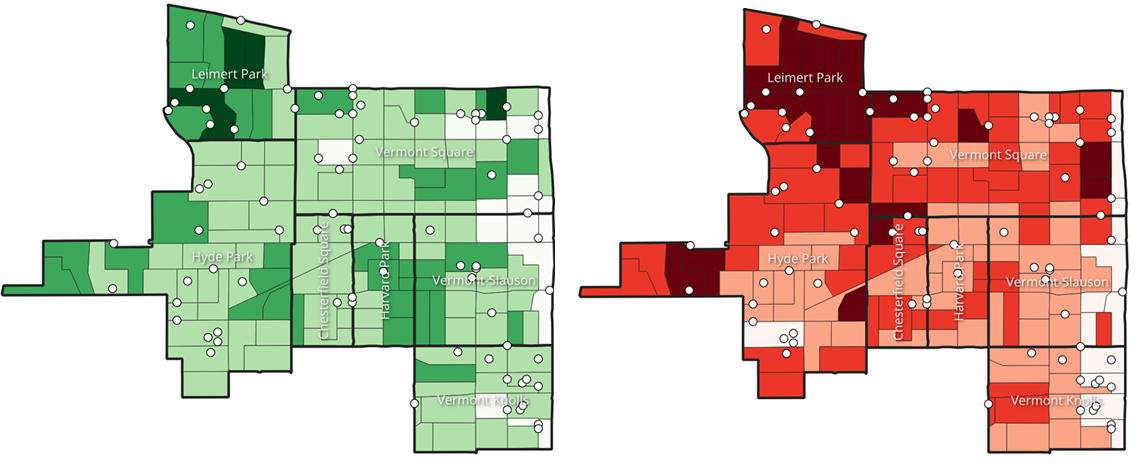 Leimert Park
Vermont Square
Hyde Park
Chesterfield Square
Harvard Park
Vermont Slauson
Vermont Knolls
Leimert Park
Vermont Square
Hyde Park
Chesterfield Square
Harvard Park
Vermont Slauson
Vermont Knolls